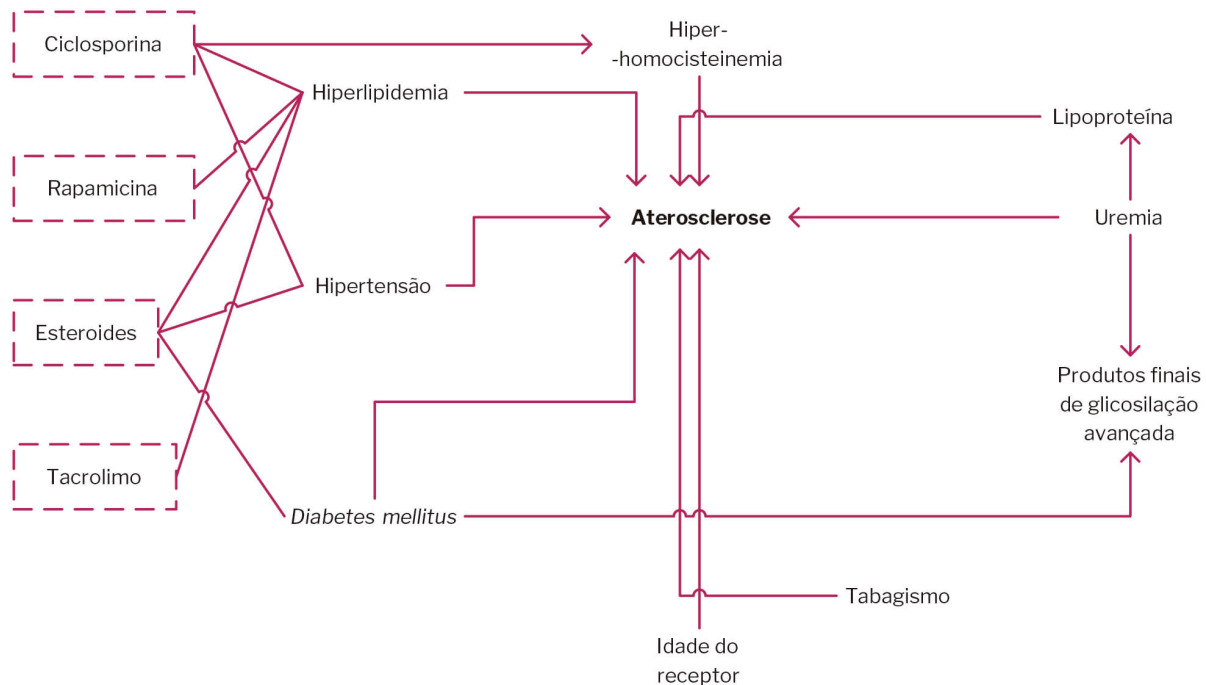 Ciclosporina
Hiper-
-homocisteinemia
Hiperlipidemia
Lipoproteína
Rapamicina
Aterosclerose
Uremia
Hipertensão
Esteroides
Produtos finais
de glicosilação
avançada
Tacrolimo
Diabetes mellitus
Tabagismo
Idade do
receptor